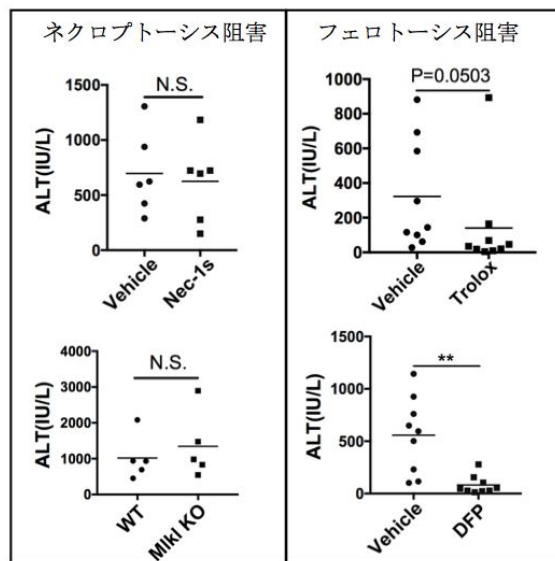 ネクロプトーシス阻害
フェロトーシス阻害
N.S.
ALT(IU/L)
1500
1000
500
0
Vehicle
Nec-1s
P=0.0503
ALT(IU/L)
1000
800
600
400
200
0
Vehicle
Trolox
N.S.
ALT(IU/L)
4000
3000
2000
1000
0
WT
Mlkl KO
**
ALT(IU/L)
1500
1000
500
0
Vehicle
DFP